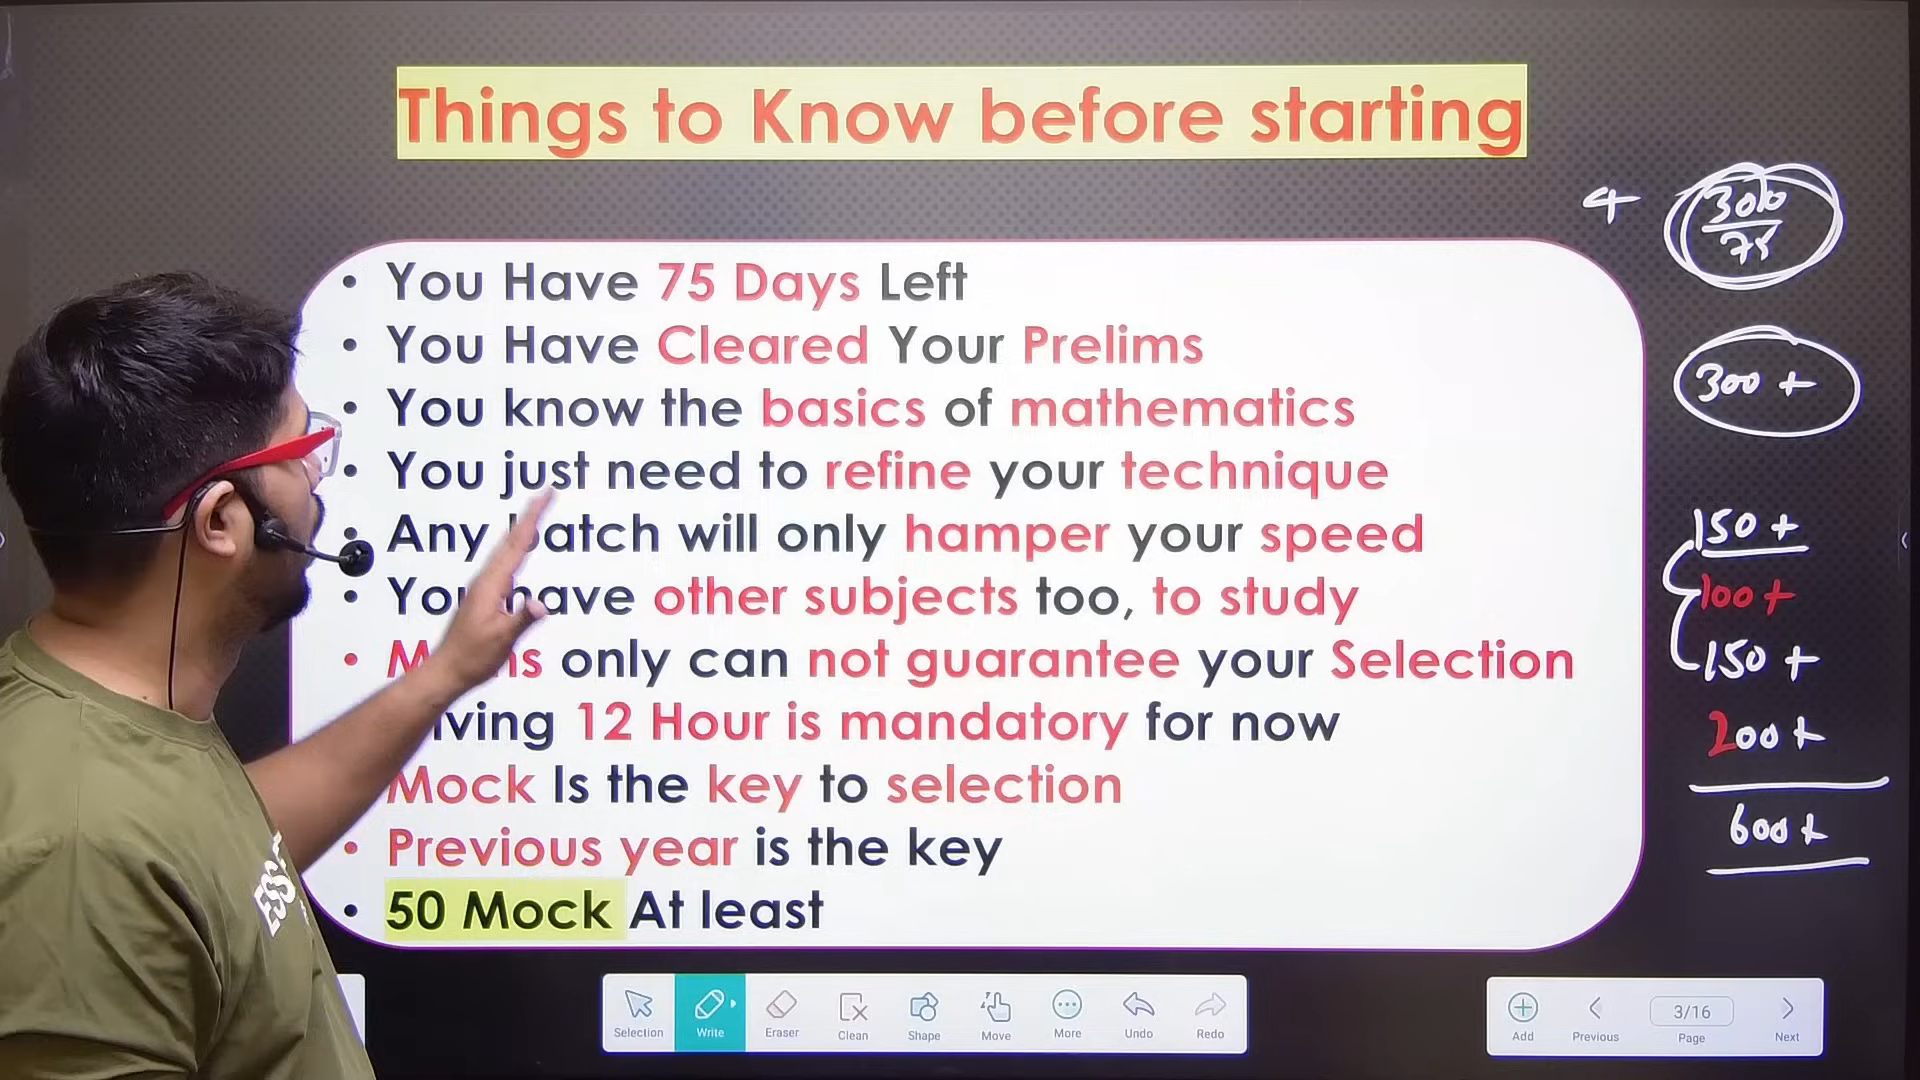 Things to Know before starting
4 300/75
• You Have 75 Days Left
• You Have Cleared Your Prelims
300 +
• You know the basics of mathematics
• You just need to refine your technique
• Any batch will only hamper your speed
150 +
• You have other subjects too, to study
100 +
• only can not guarantee your Selection
150 +
12 Hour is mandatory for now
200 +
Mock Is the key to selection
• Previous year is the key
600 +
• 50 Mock At least
ESS
Selection Write Eraser Clean Shape Move More Undo Redo
Add Previous 3/16 Page Next